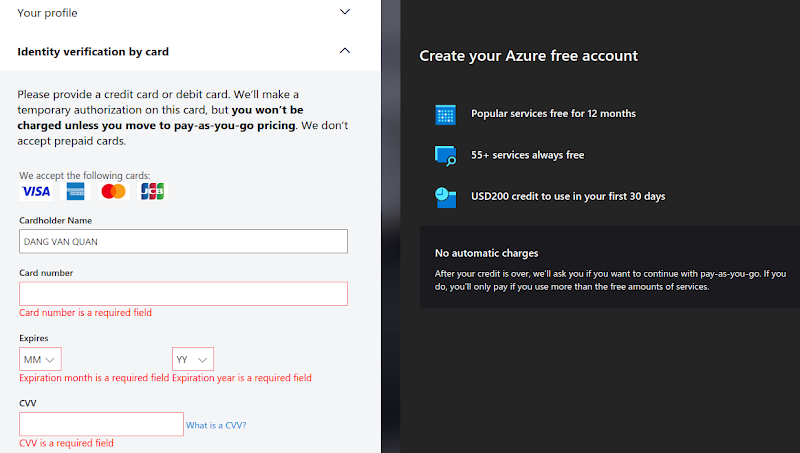 Your profile
Identity verification by card
Please provide a credit card or debit card. We'll make a
temporary authorization on this card, but you won't be
charged unless you move to pay-as-you-go pricing. We don't
accept prepaid cards.
We accept the following cards:
VISA AMERICAN EXPRESS JCB
Cardholder Name
DANG VAN QUAN
Card number
Card number is a required field
Expires
MM YY
Expiration month is a required field Expiration year is a required field
CVV
What is a CVV?
CVV is a required field
Create your Azure free account
Popular services free for 12 months
55+ services always free
USD200 credit to use in your first 30 days
No automatic charges
After your credit is over, we'll ask you if you want to continue with pay-as-you-go. If you
do, you'll only pay if you use more than the free amounts of services.